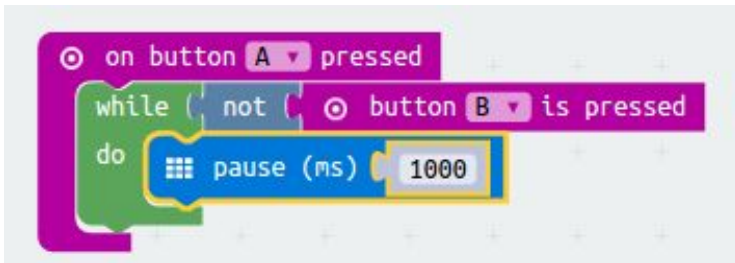 on button A pressed
while not button B is pressed
do pause (ms) 1000